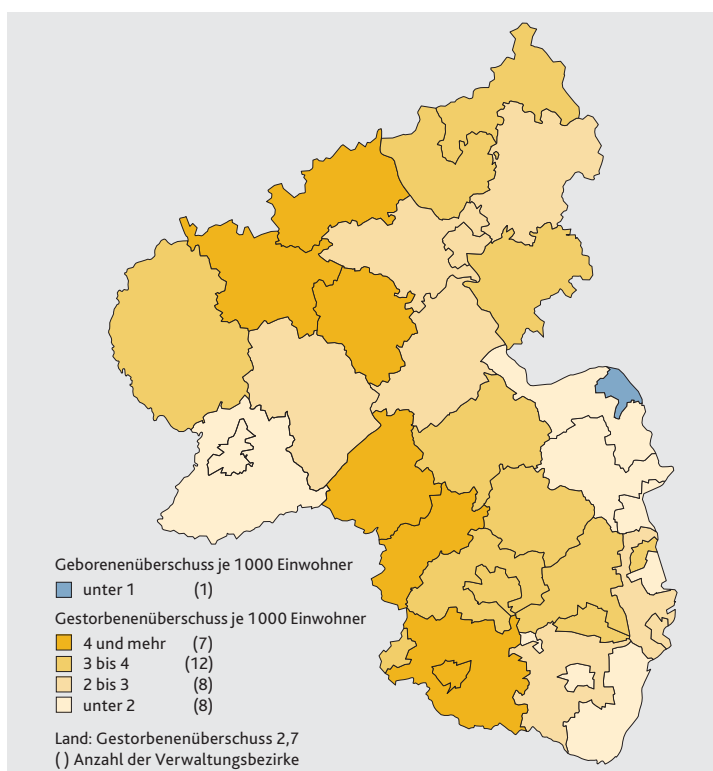 Geborenenüberschuss je 1000 Einwohner
unter 1 (1)
Gestorbenenüberschuss je 1000 Einwohner
4 und mehr (7)
3 bis 4 (12)
2 bis 3 (8)
unter 2 (8)
Land: Gestorbenenüberschuss 2,7
( ) Anzahl der Verwaltungsbezirke